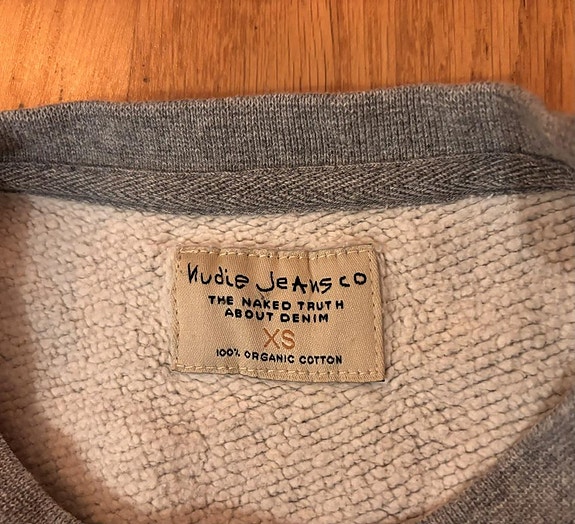 Nudie Jeans co
THE NAKED TRUTH
ABOUT DENIM
XS
100% ORGANIC COTTON